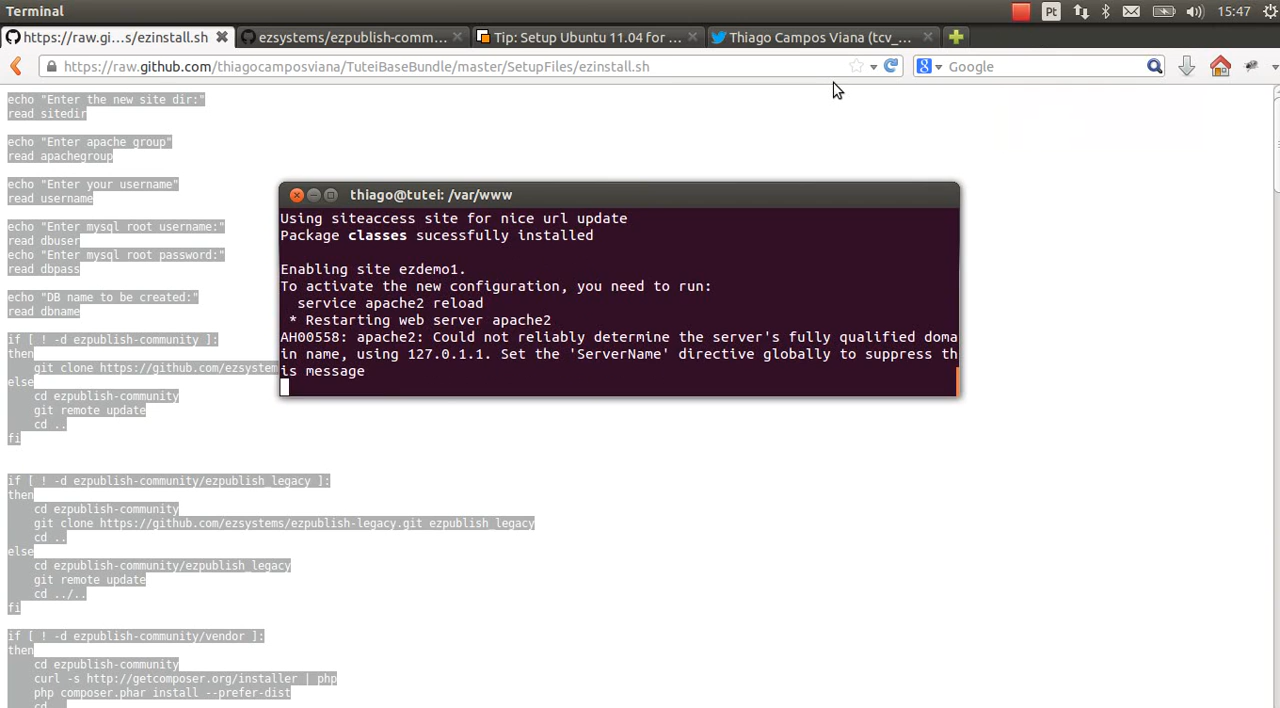 Terminal
Pt
15:47
https://raw.gi...s/ezinstall.sh
ezsystems/ezpublish-comm...
Tip: Setup Ubuntu 11.04 for ...
Thiago Campos Viana (tcv_...
https://raw.github.com/thiagocamposviana/TuteiBaseBundle/master/SetupFiles/ezinstall.sh
Google
echo "Enter the new site dir:"
read sitedir
echo "Enter apache group"
read apachegroup
echo "Enter your username"
read username
echo "Enter mysql root username:"
read dbuser
echo "Enter mysql root password:"
read dbpass
echo "DB name to be created:"
read dbname
if [ ! -d ezpublish-community ]:
then
git clone https://github.com/ezsystem
else
cd ezpublish-community
git remote update
cd ..
fi
if [ ! -d ezpublish-community/ezpublish_legacy ]:
then
cd ezpublish-community
git clone https://github.com/ezsystems/ezpublish-legacy.git ezpublish_legacy
cd ..
else
cd ezpublish-community/ezpublish_legacy
git remote update
cd ../..
fi
if [ ! -d ezpublish-community/vendor ]:
then
cd ezpublish-community
curl -s http://getcomposer.org/installer | php
php composer.phar install --prefer-dist
cd
thiago@tutei: /var/www
Using siteaccess site for nice url update
Package classes sucessfully installed
Enabling site ezdemo1.
To activate the new configuration, you need to run:
service apache2 reload
* Restarting web server apache2
AH00558: apache2: Could not reliably determine the server's fully qualified doma
in name, using 127.0.1.1. Set the 'ServerName' directive globally to suppress th
is message